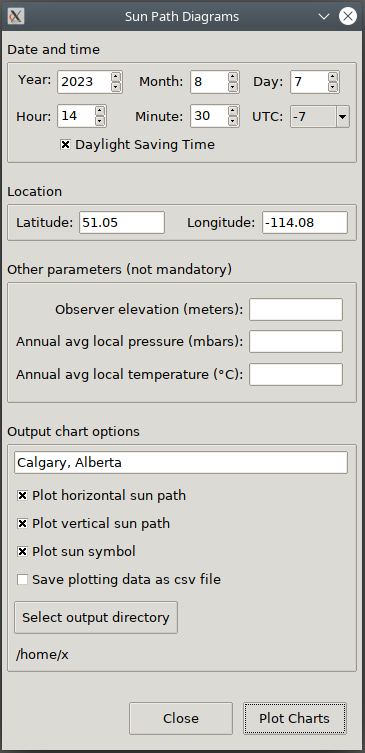 Sun Path Diagrams
Date and time
Year: 2023 Month: 8 Day: 7
Hour: 14 Minute: 30 UTC: -7
Daylight Saving Time
Location
Latitude: 51.05 Longitude: -114.08
Other parameters (not mandatory)
Observer elevation (meters):
Annual avg local pressure (mbars):
Annual avg local temperature (°C):
Output chart options
Calgary, Alberta
Plot horizontal sun path
Plot vertical sun path
Plot sun symbol
Save plotting data as csv file
Select output directory
/home/x
Close Plot Charts